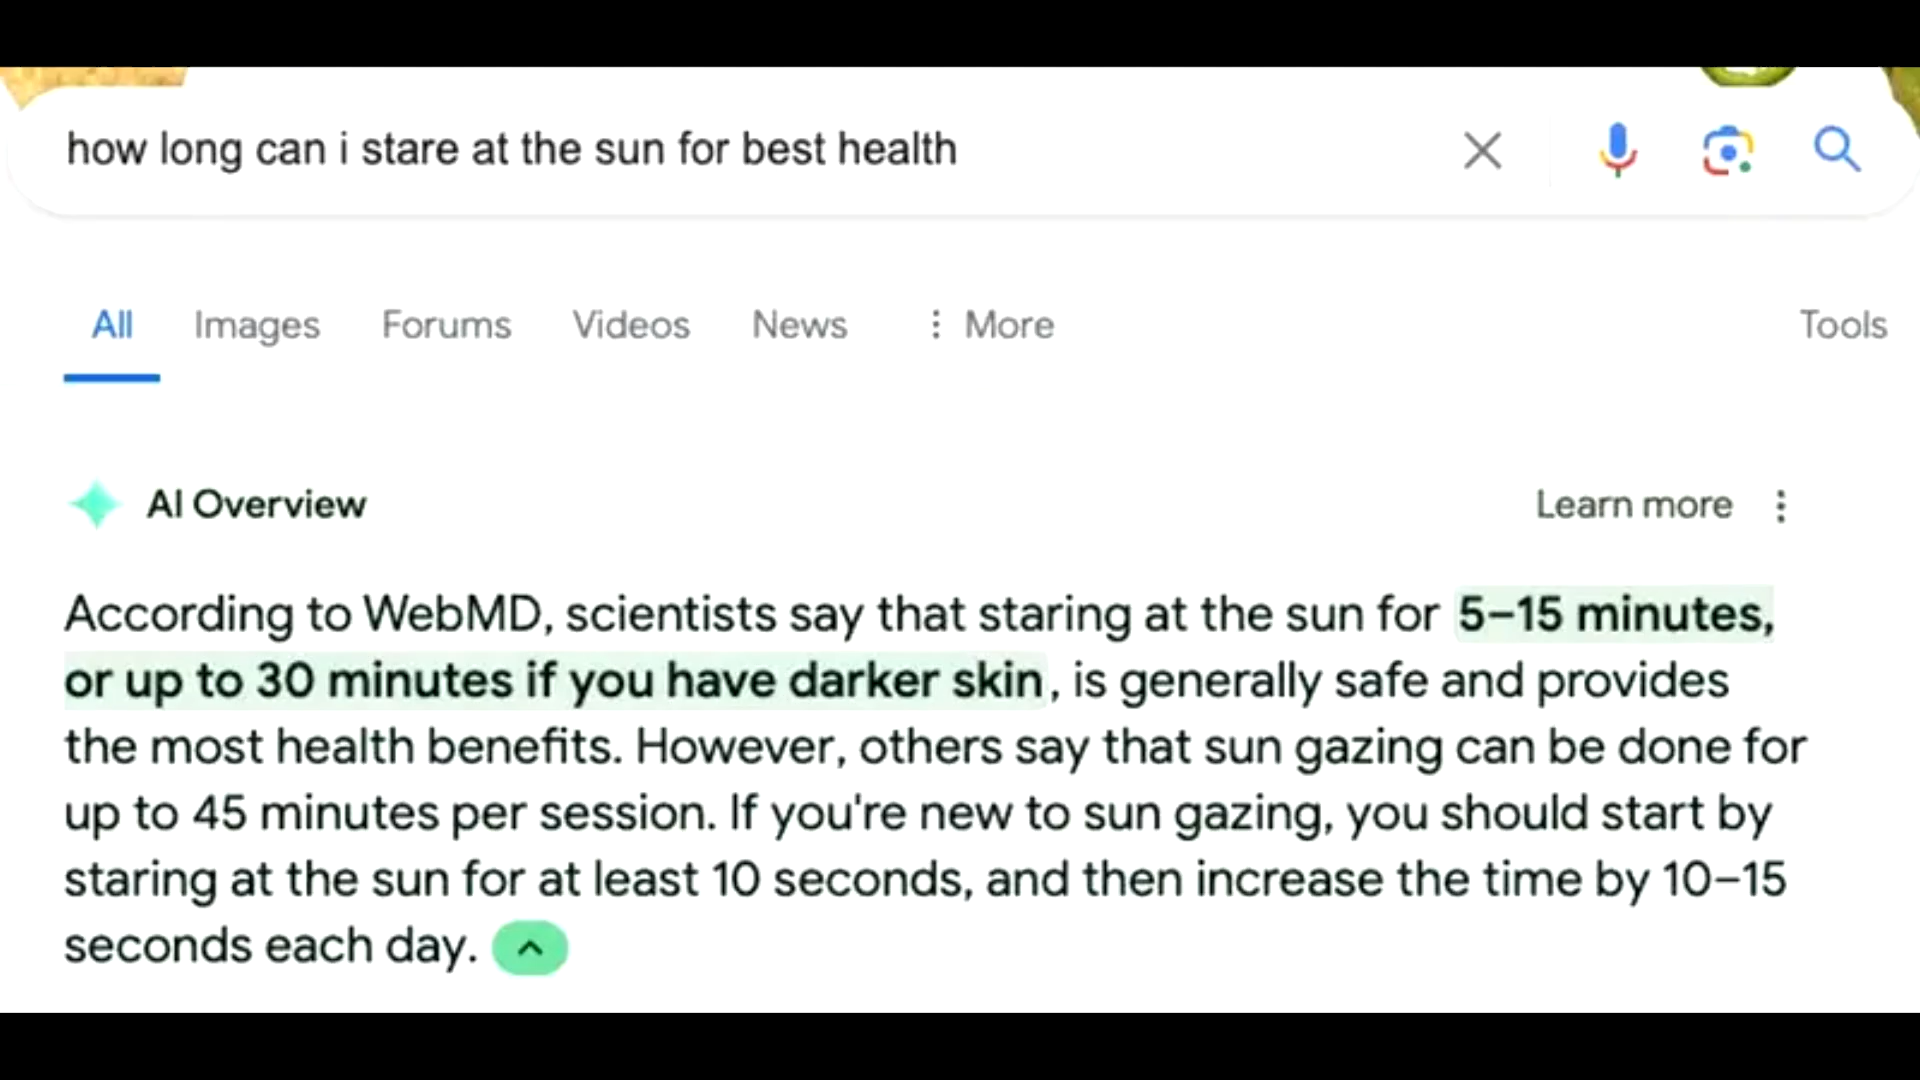 how long can i stare at the sun for best health
All Images Forums Videos News More Tools
AI Overview Learn more
According to WebMD, scientists say that staring at the sun for 5–15 minutes,
or up to 30 minutes if you have darker skin, is generally safe and provides
the most health benefits. However, others say that sun gazing can be done for
up to 45 minutes per session. If you're new to sun gazing, you should start by
staring at the sun for at least 10 seconds, and then increase the time by 10–15
seconds each day.